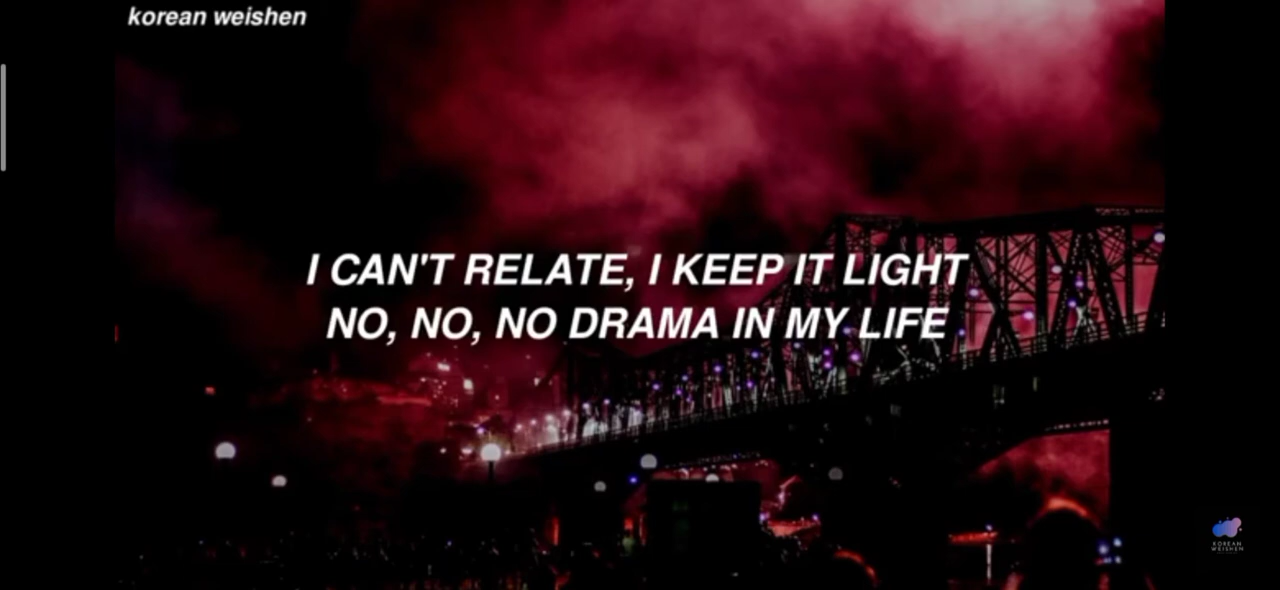 korean weishen
I CAN'T RELATE, I KEEP IT LIGHT
NO, NO, NO DRAMA IN MY LIFE
KOREAN
WEISHEN